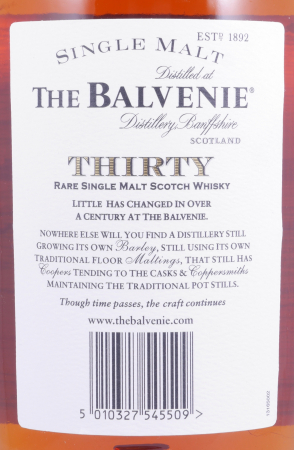 ESTD 1892
SINGLE MALT
Distilled at
THE BALVENIE®
Distillery, Banffshire
SCOTLAND
THIRTY
RARE SINGLE MALT SCOTCH WHISKY
LITTLE HAS CHANGED IN OVER
A CENTURY AT THE BALVENIE.
NOWHERE ELSE WILL YOU FIND A DISTILLERY STILL
GROWING ITS OWN Barley, STILL USING ITS OWN
TRADITIONAL FLOOR Maltings, THAT STILL HAS
Coopers TENDING TO THE CASKS & Coppersmiths
MAINTAINING THE TRADITIONAL POT STILLS.
Though time passes, the craft continues
www.thebalvenie.com
5 010327 545509 >